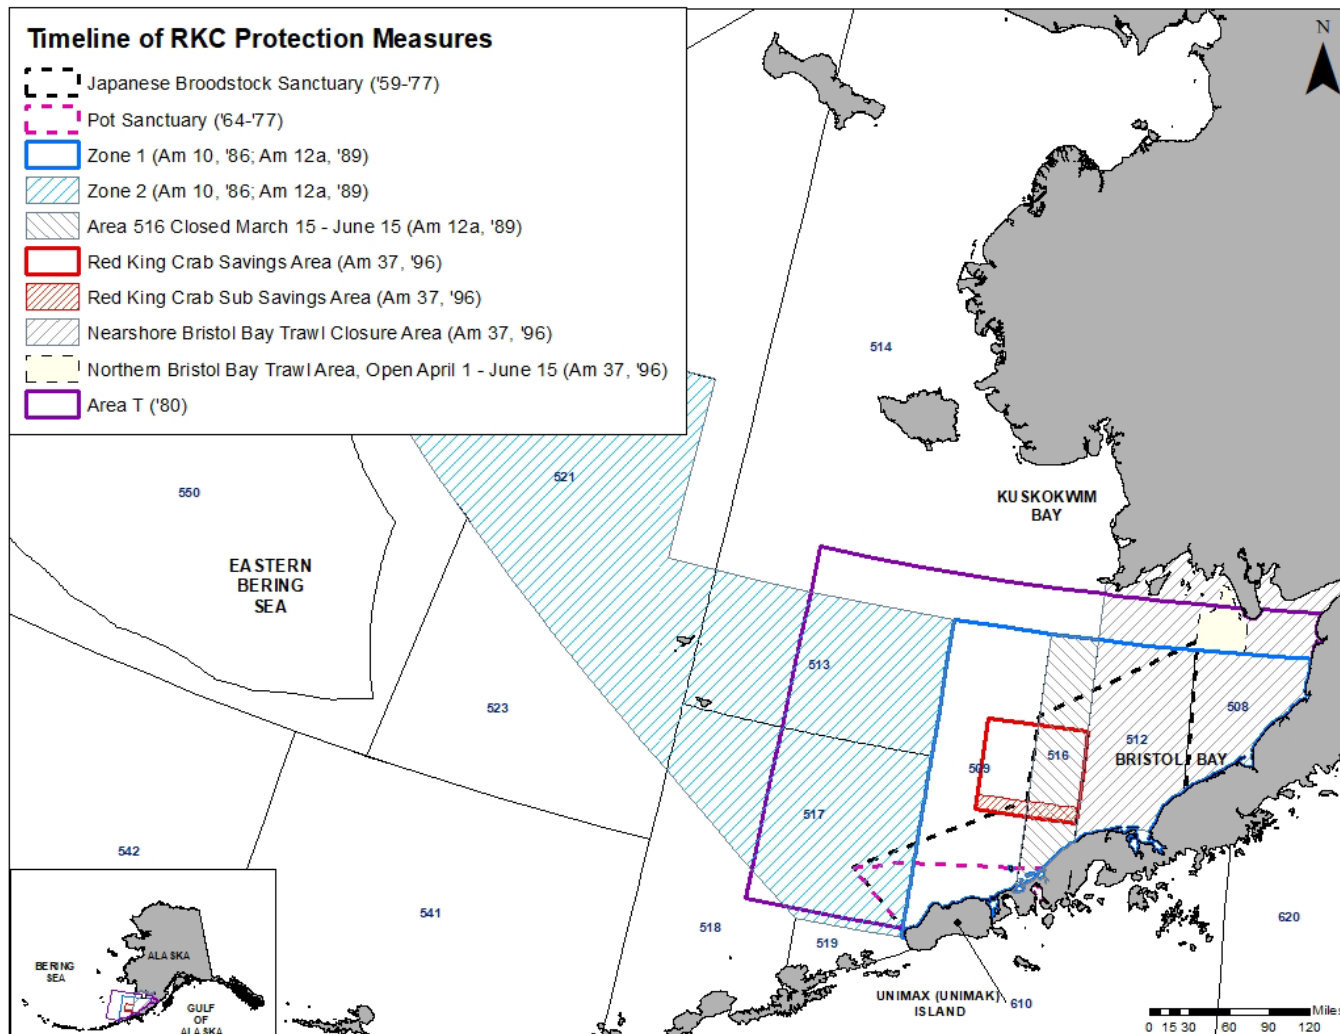 Timeline of RKC Protection Measures
Japanese Broodstock Sanctuary ('59-'77)
Pot Sanctuary ('64-'77)
Zone 1 (Am 10, '86; Am 12a, '89)
Zone 2 (Am 10, '86; Am 12a, '89)
Area 516 Closed March 15 - June 15 (Am 12a, '89)
Red King Crab Savings Area (Am 37, '96)
Red King Crab Sub Savings Area (Am 37, '96)
Nearshore Bristol Bay Trawl Closure Area (Am 37, '96)
Northern Bristol Bay Trawl Area, Open April 1 - June 15 (Am 37, '96)
Area T ('80)
N
514
521
550
KUSKOKWIM
BAY
EASTERN
BERING
SEA
513
523
508
512
516
509
BRISTOL BAY
517
542
541
518
519
620
610
UNIMAX (UNIMAK)
ISLAND
BERING
SEA
ALASKA
GULF
OF
ALASKA
Miles
0 15 30 60 90 120